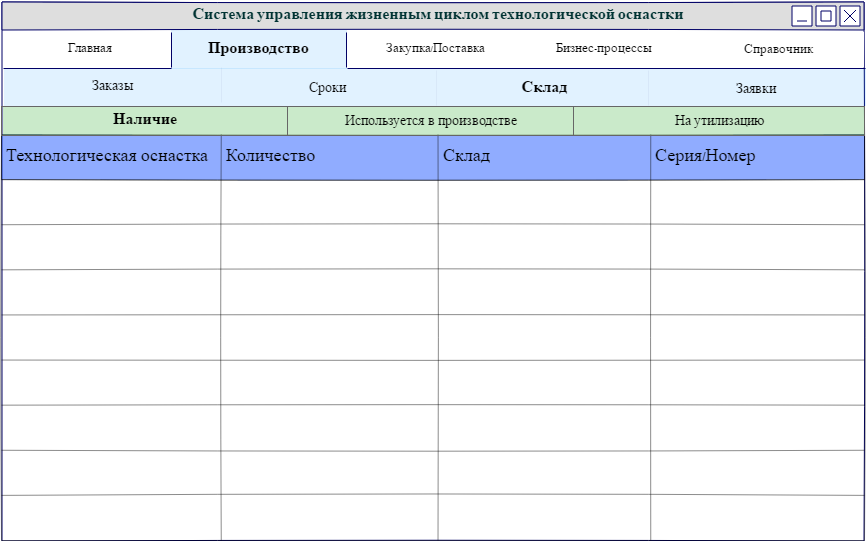 Система управления жизненным циклом технологической оснастки
Главная Производство Закупка/Поставка Бизнес-процессы Справочник
Заказы Сроки Склад Заявки
Наличие Используется в производстве На утилизацию
Технологическая оснастка Количество Склад Серия/Номер